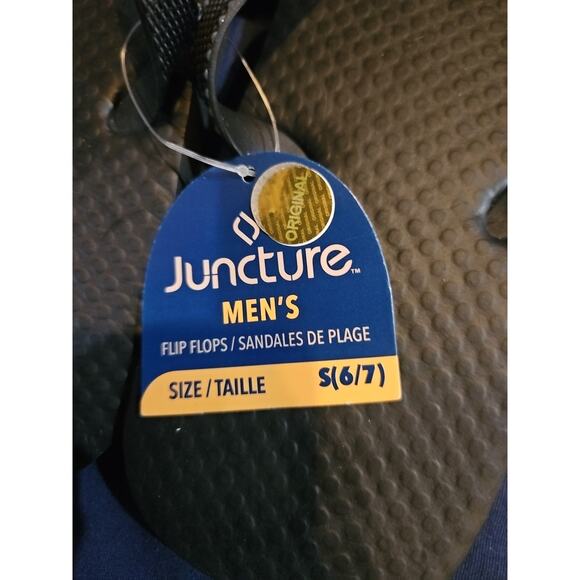 ORIGINAL
Juncture™
MEN'S
FLIP FLOPS / SANDALES DE PLAGE
SIZE / TAILLE S(6/7)